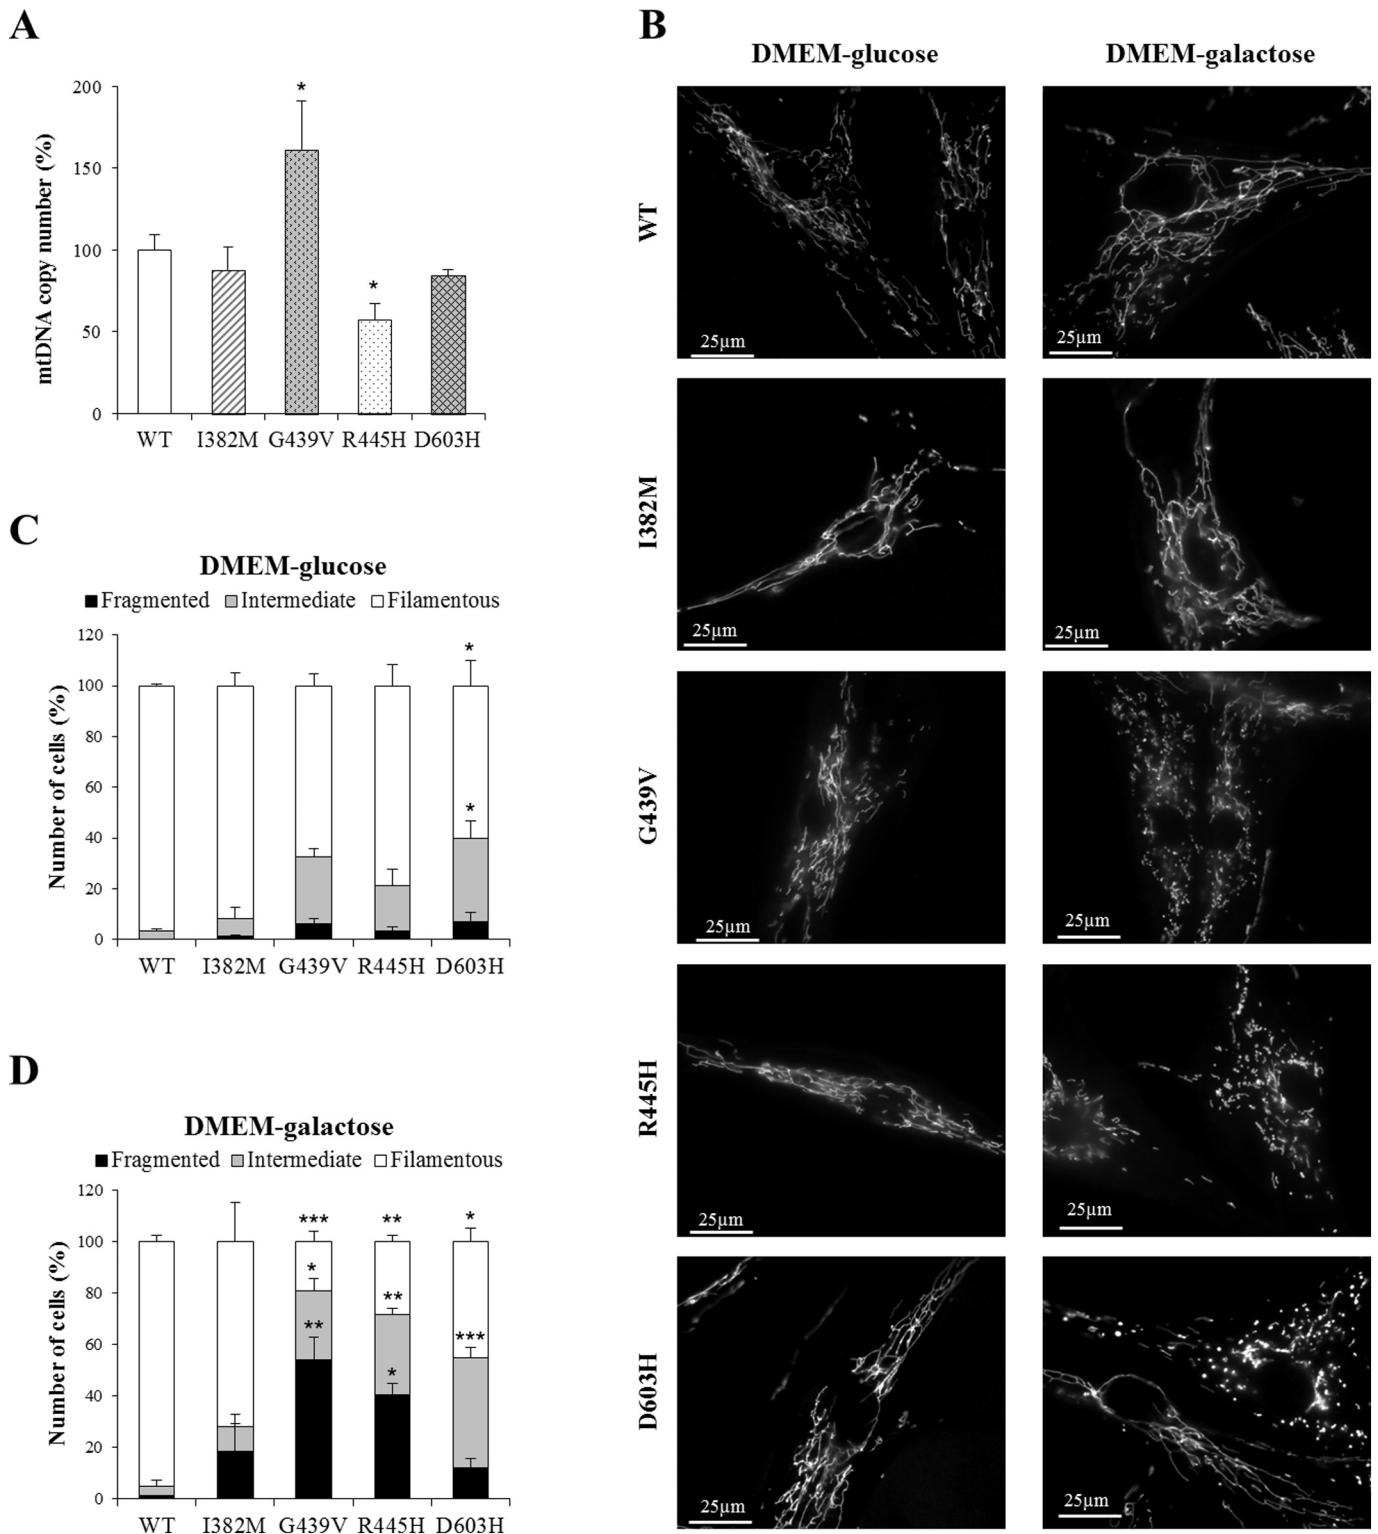 A
200
*
150
mtDNA copy number (%)
100
*
50
0
WT I382M G439V R445H D603H
B
DMEM-glucose DMEM-galactose
WT
25µm 25µm
I382M
25µm 25µm
G439V
25µm 25µm
R445H
25µm 25µm
D603H
25µm 25µm
C
DMEM-glucose
Fragmented Intermediate Filamentous
120
*
100
80
Number of cells (%)
60
*
40
20
0
WT I382M G439V R445H D603H
D
DMEM-galactose
Fragmented Intermediate Filamentous
120
*** ** *
100
*
80
**
Number of cells (%)
** ***
60
*
40
20
0
WT I382M G439V R445H D603H